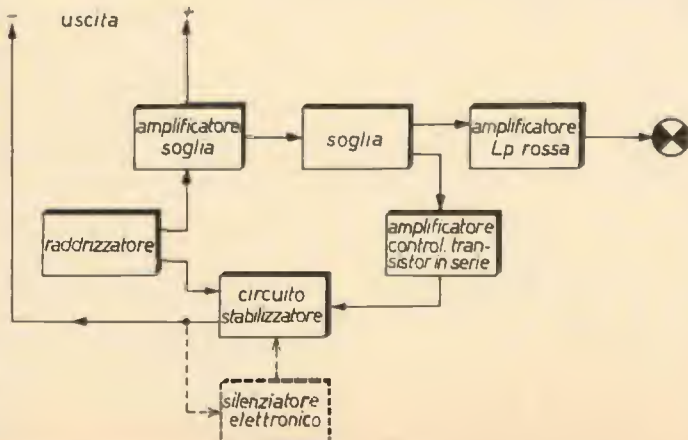 - uscita +
amplificatore
soglia
soglia
amplificatore
Lp rossa
raddrizzatore
amplificatore
control. tran-
sistor in serie
circuito
stabilizzatore
silenziatore
elettronico